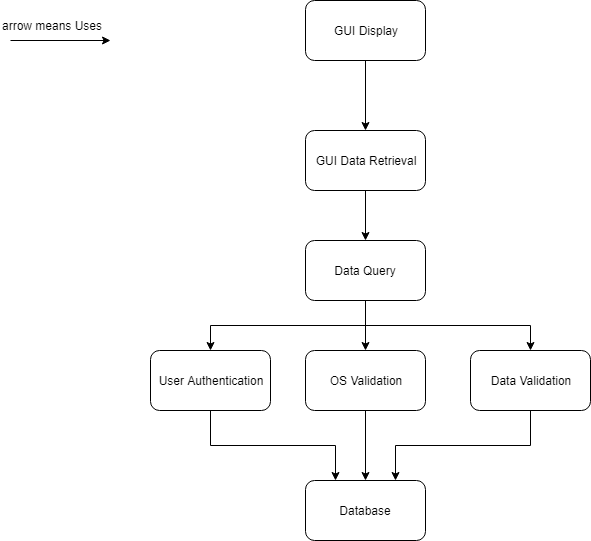 arrow means Uses
GUI Display
GUI Data Retrieval
Data Query
User Authentication
OS Validation
Data Validation
Database